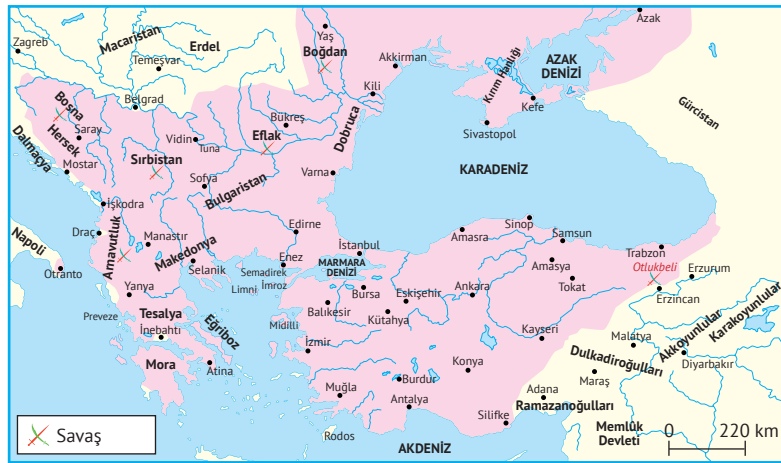 Zagreb
Macaristan
Erdel
Temeşvar
Yaş
Boğdan
Akkirman
Kili
Azak
AZAK
DENİZİ
Kırım Hanlığı
Kefe
Sivastopol
Gürcistan
Belgrad
Bosna
Hersek
Saray
Dalmaçya
Mostar
Sırbistan
Vidin
Tuna
Bükreş
Eflak
Dobruca
Varna
Sofya
Bulgaristan
KARADENİZ
İşkodra
Draç
Arnavutluk
Manastır
Makedonya
Selanik
Napoli
Otranto
Edirne
Enez
İstanbul
MARMARA
DENİZİ
Semadirek
Limni
İmroz
Amasra
Sinop
Samsun
Amasya
Tokat
Trabzon
Otlukbeli
Erzurum
Erzincan
Yanya
Preveze
Tesalya
İnebahtı
Eğriboz
Mora
Atina
Midilli
Balıkesir
Bursa
Eskişehir
Kütahya
Ankara
Kayseri
İzmir
Muğla
Burdur
Antalya
Konya
Silifke
Rodos
AKDENİZ
Malatya
Dulkadiroğulları
Maraş
Adana
Ramazanoğulları
Akkoyunlular
Karakoyunlular
Diyarbakır
Memlûk
Devleti
0 220 km
Savaş